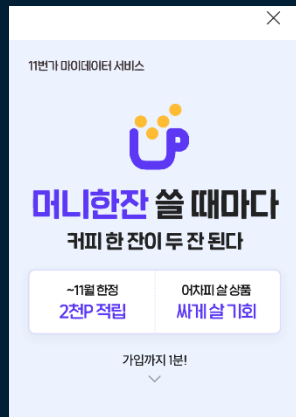 11번가 마이데이터 서비스
UP
머니한잔 쓸 때마다
커피 한 잔이 두 잔 된다
~11월 한정
2천P 적립
어차피 살 상품
싸게 살 기회
가입까지 1분!